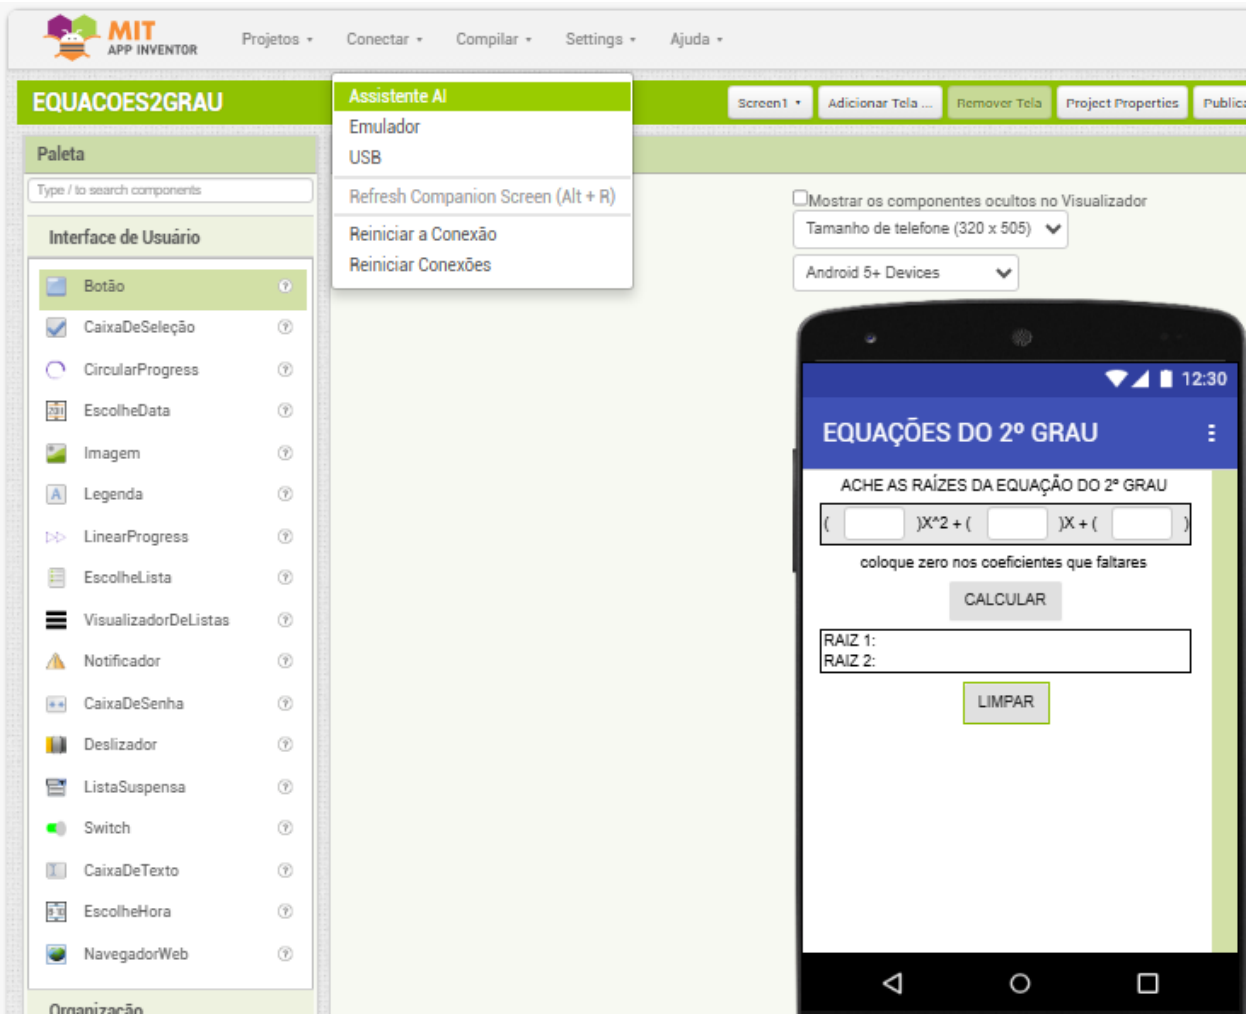 MIT
APP INVENTOR
Projetos
Conectar
Compilar
Settings
Ajuda
EQUACOES2GRAU
Assistente AI
Emulador
USB
Refresh Companion Screen (Alt + R)
Reiniciar a Conexão
Reiniciar Conexões
Screen1
Adicionar Tela ...
Remover Tela
Project Properties
Publica
Paleta
Type / to search components
Interface de Usuário
Botão
CaixaDeSeleção
CircularProgress
EscolheData
Imagem
Legenda
LinearProgress
EscolheLista
VisualizadorDeListas
Notificador
CaixaDeSenha
Deslizador
ListaSuspensa
Switch
CaixaDeTexto
EscolheHora
NavegadorWeb
Organização
Mostrar os componentes ocultos no Visualizador
Tamanho de telefone (320 x 505)
Android 5+ Devices
12:30
EQUAÇÕES DO 2º GRAU
ACHE AS RAÍZES DA EQUAÇÃO DO 2º GRAU
( )X^2 + ( )X + ( )
coloque zero nos coeficientes que faltares
CALCULAR
RAIZ 1:
RAIZ 2:
LIMPAR